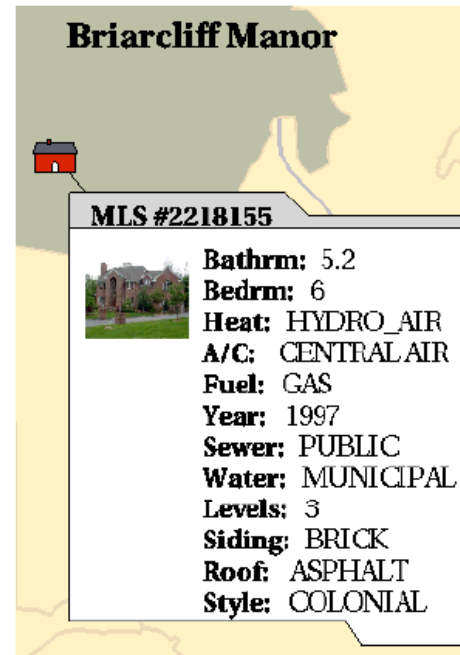 Briarcliff Manor
MLS #2218155
Bathrm: 5.2
Bedrm: 6
Heat: HYDRO_AIR
A/C: CENTRAL AIR
Fuel: GAS
Year: 1997
Sewer: PUBLIC
Water: MUNICIPAL
Levels: 3
Siding: BRICK
Roof: ASPHALT
Style: COLONIAL